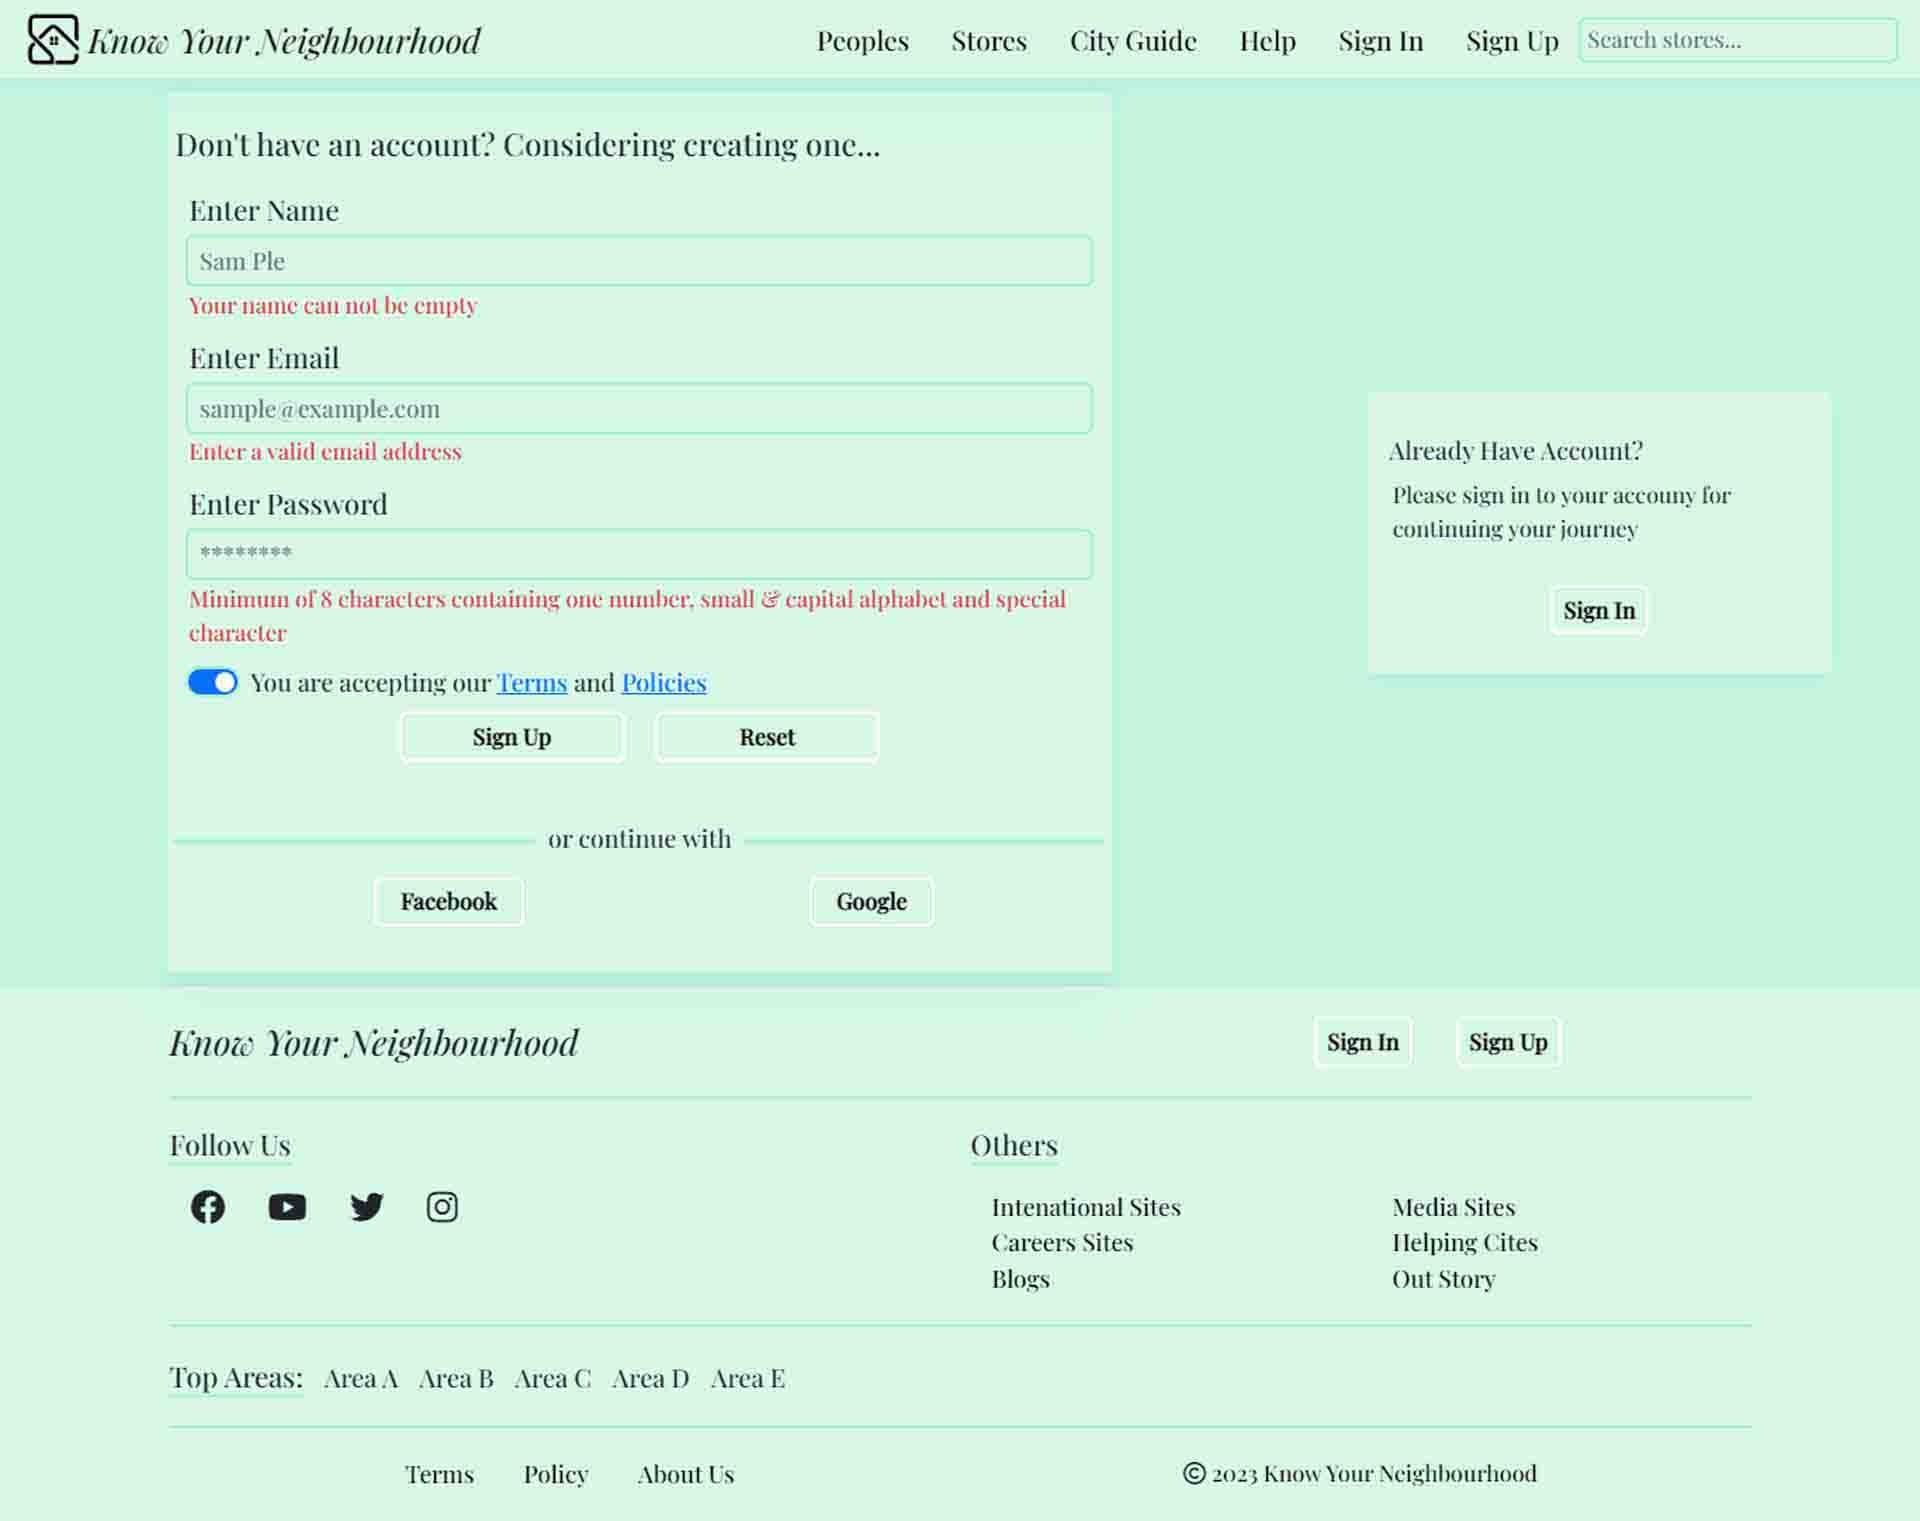 Know Your Neighbourhood
Peoples Stores City Guide Help Sign In Sign Up Search stores...
Don't have an account? Considering creating one...
Enter Name
Sam Ple
Your name can not be empty
Enter Email
sample@example.com
Enter a valid email address
Enter Password
********
Minimum of 8 characters containing one number, small & capital alphabet and special
character
You are accepting our Terms and Policies
Sign Up Reset
or continue with
Facebook Google
Already Have Account?
Please sign in to your accouny for
continuing your journey
Sign In
Know Your Neighbourhood
Sign In Sign Up
Follow Us
Others
Intenational Sites
Careers Sites
Blogs
Media Sites
Helping Cites
Out Story
Top Areas: Area A Area B Area C Area D Area E
Terms Policy About Us
© 2023 Know Your Neighbourhood